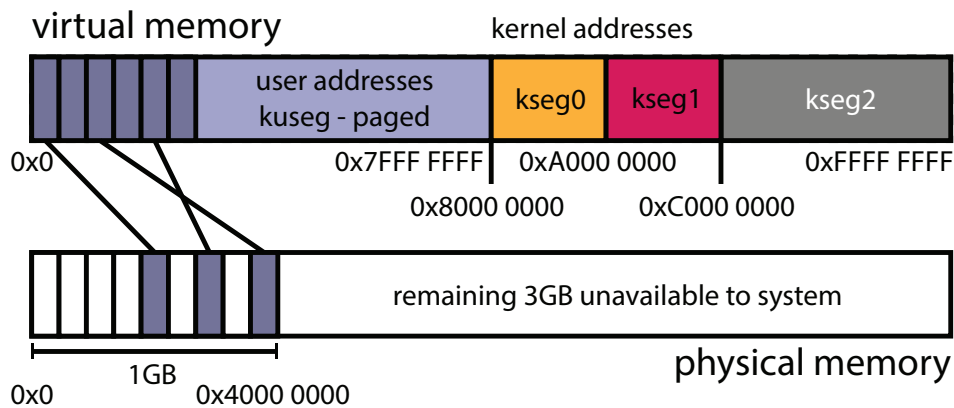 virtual memory
kernel addresses
user addresses
kuseg - paged
kseg0
kseg1
kseg2
0x0
0x7FFF FFFF
0xA000 0000
0xFFFF FFFF
0x8000 0000
0xC000 0000
remaining 3GB unavailable to system
1GB
physical memory
0x0
0x4000 0000